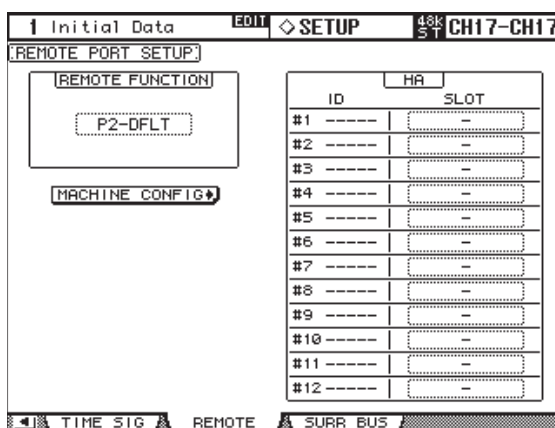 1 Initial Data EDIT ◇SETUP 48K ST CH17-CH17
REMOTE PORT SETUP
REMOTE FUNCTION
P2-DFLT
MACHINE CONFIG
HA
ID SLOT
#1 ----- -
#2 ----- -
#3 ----- -
#4 ----- -
#5 ----- -
#6 ----- -
#7 ----- -
#8 ----- -
#9 ----- -
#10 ----- -
#11 ----- -
#12 ----- -
TIME SIG REMOTE SURR BUS